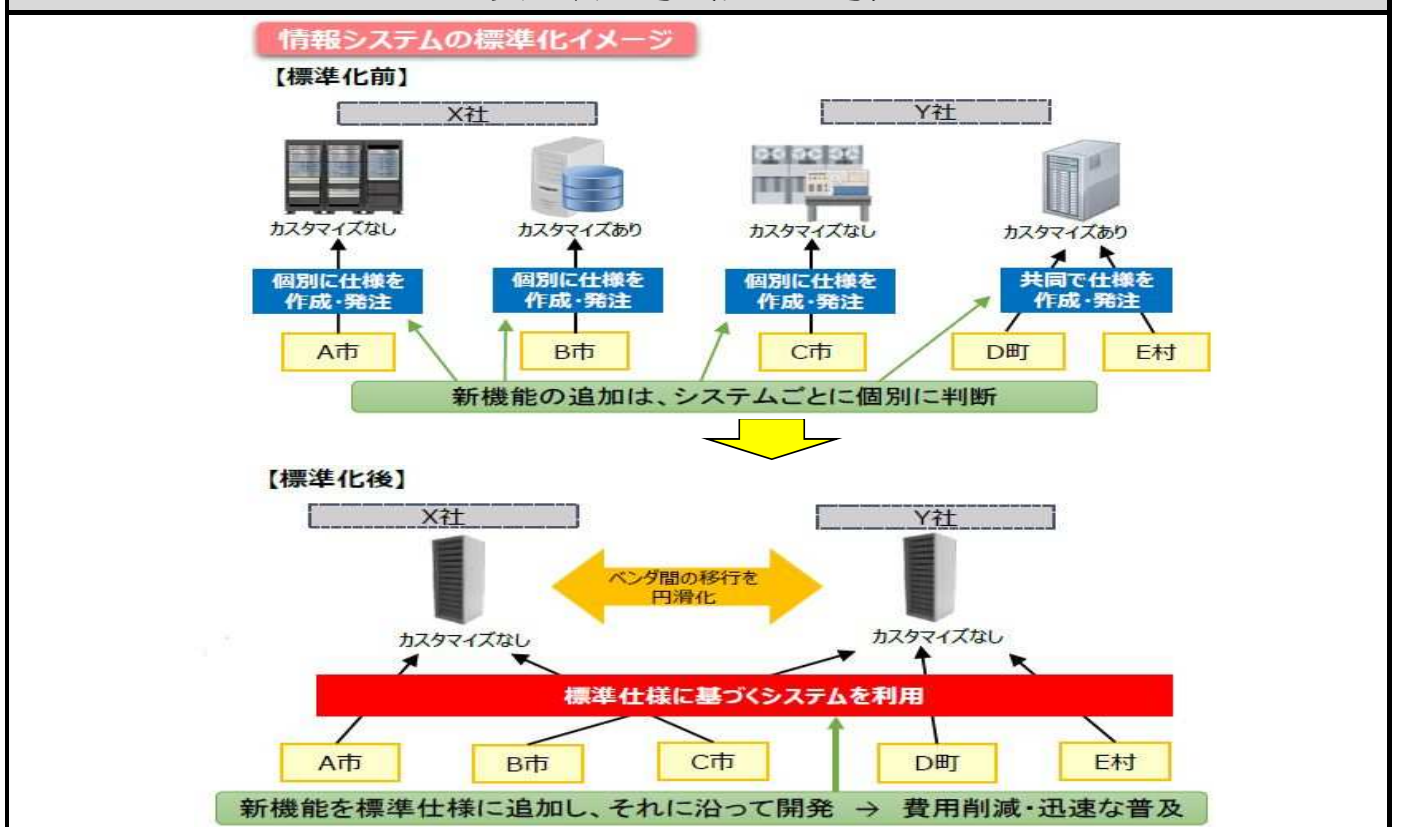 情報システムの標準化イメージ
【標準化前】
X社
Y社
カスタマイズなし
カスタマイズあり
カスタマイズなし
カスタマイズあり
個別に仕様を
作成・発注
個別に仕様を
作成・発注
個別に仕様を
作成・発注
共同で仕様を
作成・発注
A市
B市
C市
D町
E村
新機能の追加は、システムごとに個別に判断
【標準化後】
X社
Y社
ベンダ間の移行を
円滑化
カスタマイズなし
カスタマイズなし
標準仕様に基づくシステムを利用
A市
B市
C市
D町
E村
新機能を標準仕様に追加し、それに沿って開発 → 費用削減・迅速な普及